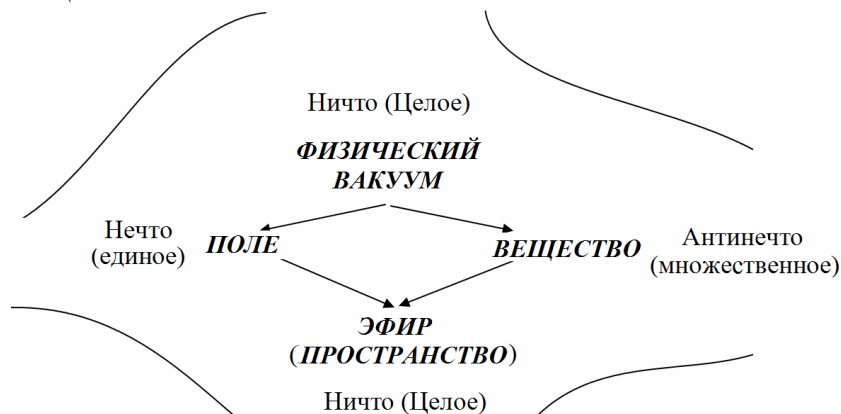 Ничто (Целое)
ФИЗИЧЕСКИЙ
ВАКУУМ
Нечто
(единое)
ПОЛЕ
ВЕЩЕСТВО
Антинечто
(множественное)
ЭФИР
(ПРОСТРАНСТВО)
Ничто (Целое)